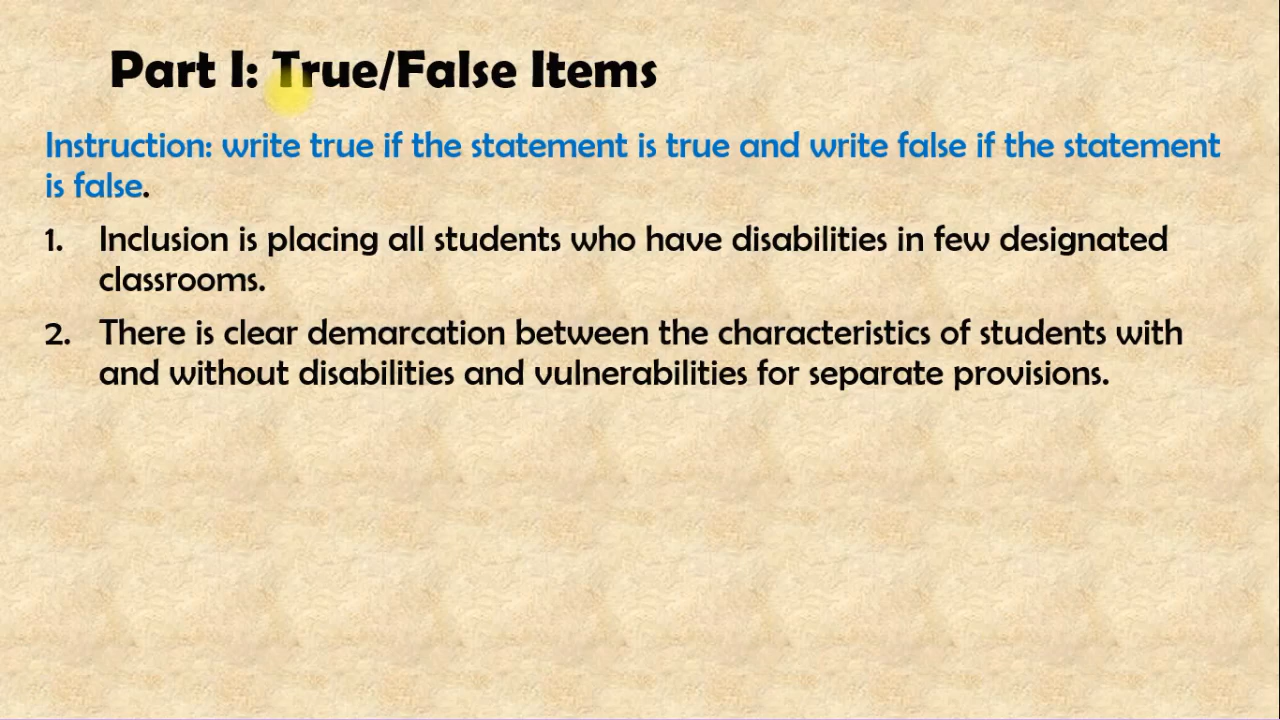 Part I: True/False Items
Instruction: write true if the statement is true and write false if the statement
is false.
1. Inclusion is placing all students who have disabilities in few designated
classrooms.
2. There is clear demarcation between the characteristics of students with
and without disabilities and vulnerabilities for separate provisions.